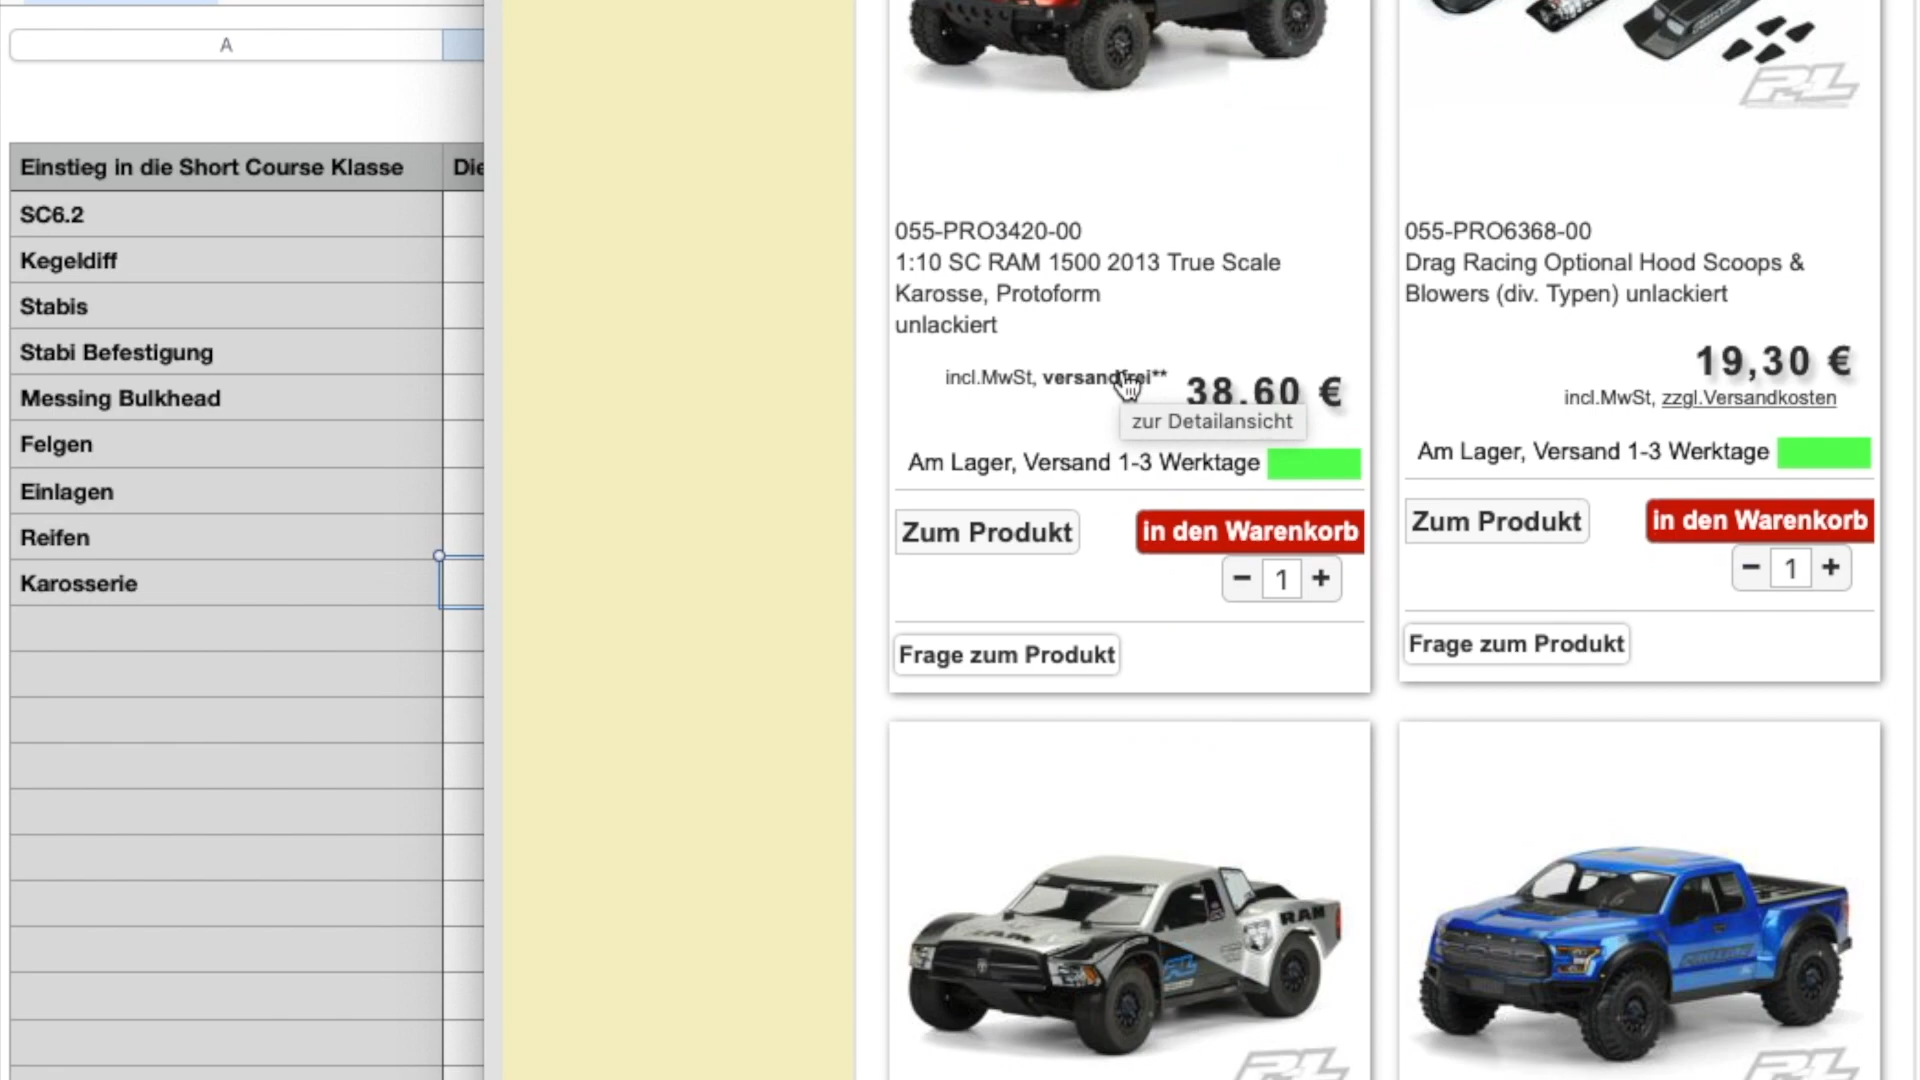 A
Einstieg in die Short Course Klasse
Die
SC6.2
Kegeldiff
Stabis
Stabi Befestigung
Messing Bulkhead
Felgen
Einlagen
Reifen
Karosserie
055-PRO3420-00
1:10 SC RAM 1500 2013 True Scale
Karosse, Protoform
unlackiert
incl.MwSt, versandfrei**
38,60 €
zur Detailansicht
Am Lager, Versand 1-3 Werktage
Zum Produkt
in den Warenkorb
− 1 +
Frage zum Produkt
RAM
PL
PL
055-PRO6368-00
Drag Racing Optional Hood Scoops &
Blowers (div. Typen) unlackiert
19,30 €
incl.MwSt, zzgl.Versandkosten
Am Lager, Versand 1-3 Werktage
Zum Produkt
in den Warenkorb
− 1 +
Frage zum Produkt
PL